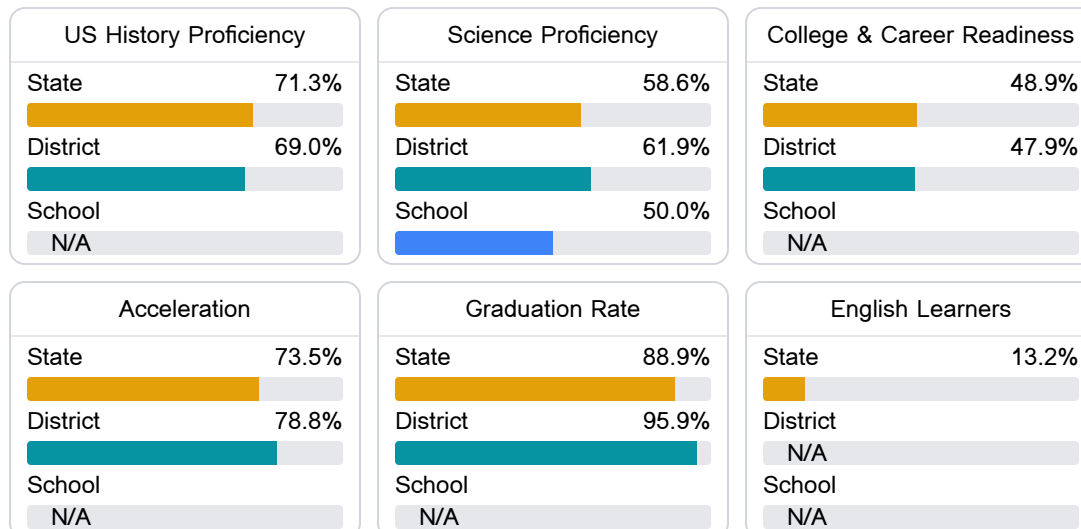 US History Proficiency
State 71.3%
District 69.0%
School
N/A
Science Proficiency
State 58.6%
District 61.9%
School 50.0%
College & Career Readiness
State 48.9%
District 47.9%
School
N/A
Acceleration
State 73.5%
District 78.8%
School
N/A
Graduation Rate
State 88.9%
District 95.9%
School
N/A
English Learners
State 13.2%
District
N/A
School
N/A